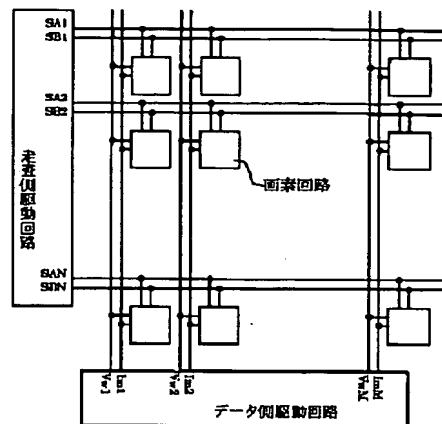 SA1
SB1
SA2
SB2
画素回路
走査側駆動回路
SAN
SBN
Vw1
Im1
Vw2
Im2
VwM
ImM
データ側駆動回路